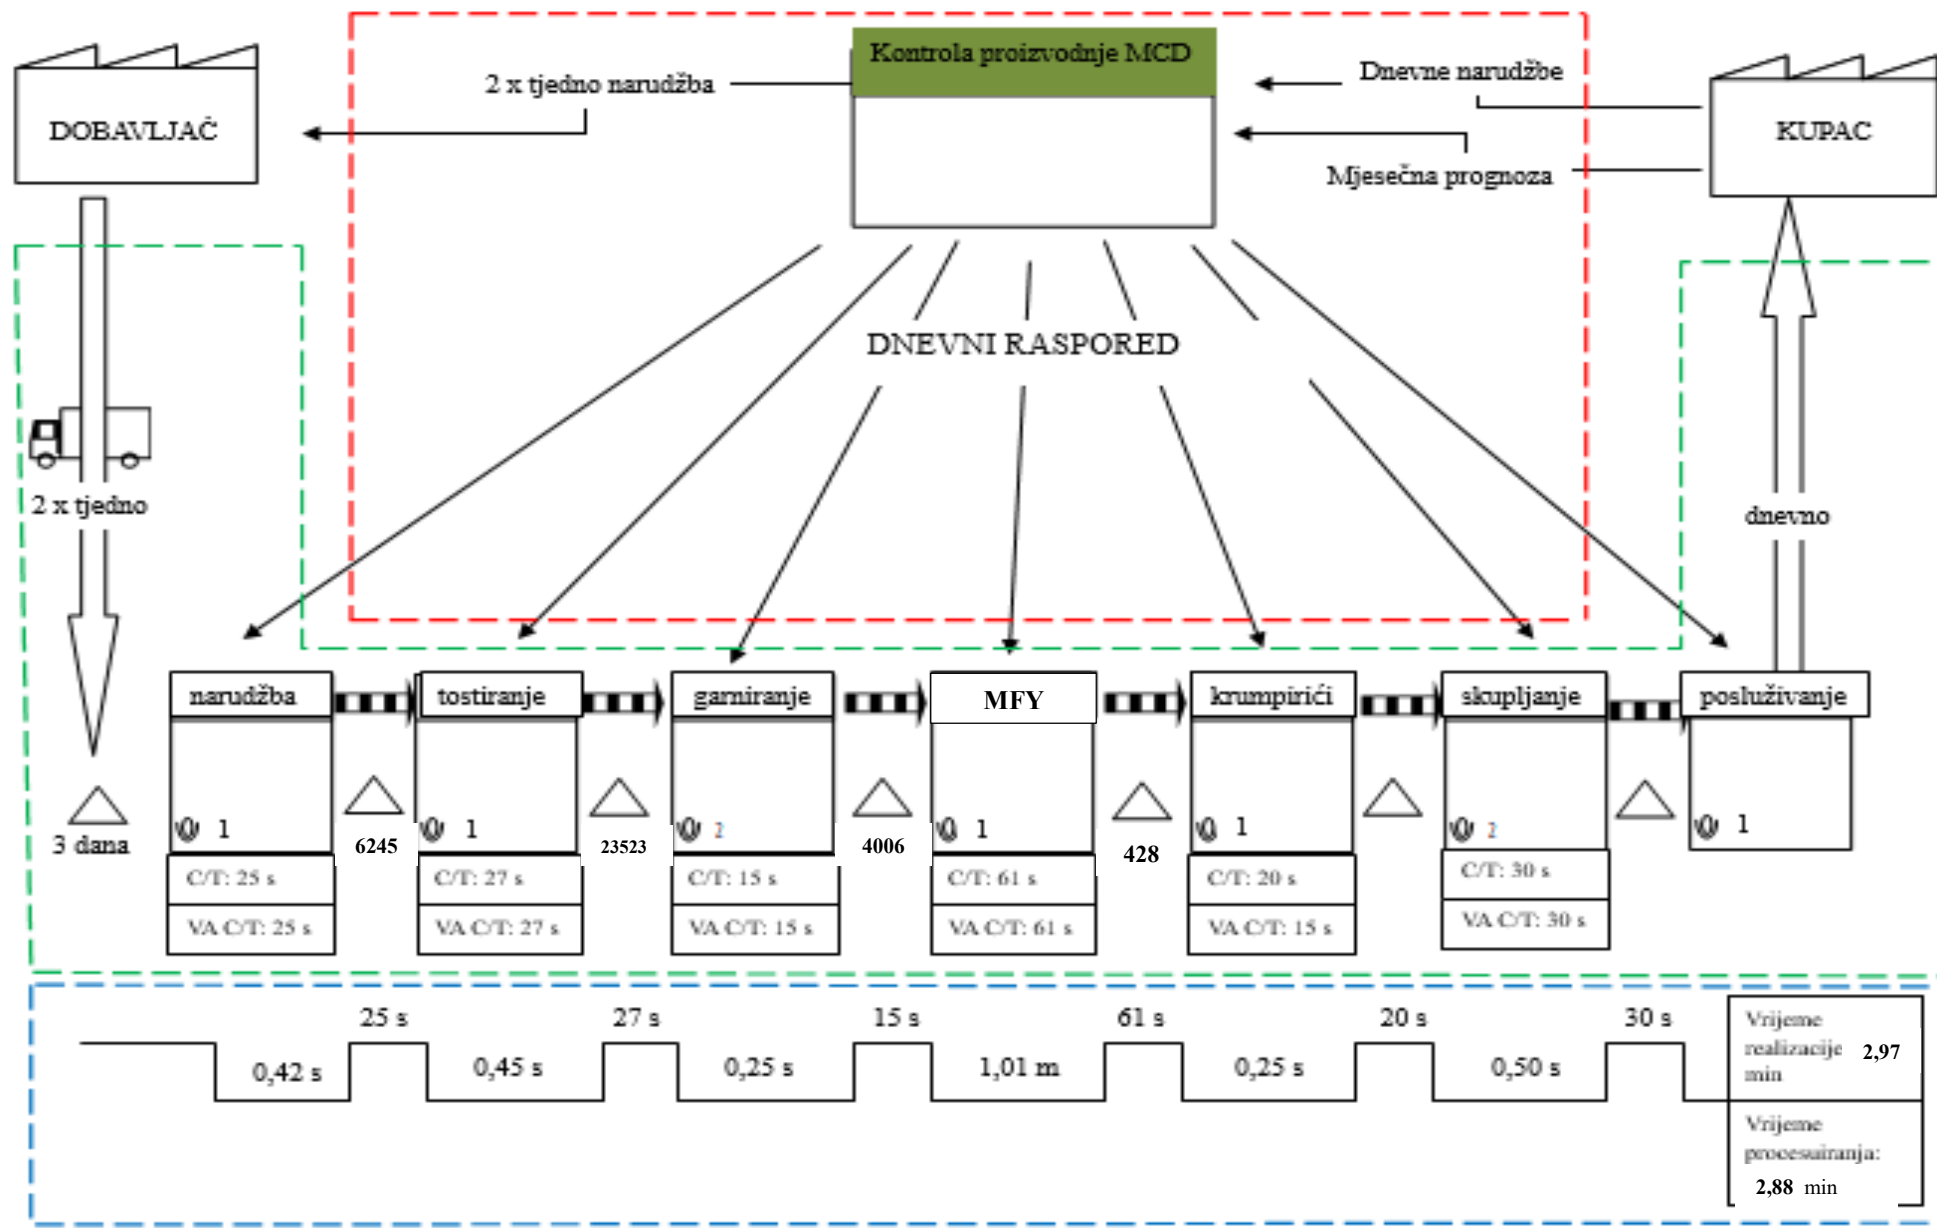 Kontrola proizvodnje MCD
2 x tjedno narudžba
Dnevne narudžbe
DOBAVLJAČ
KUPAC
Mjesečna prognoza
DNEVNI RASPORED
2 x tjedno
dnevno
3 dana
narudžba
tostiranje
garniranje
MFY
krumpirići
skupljanje
posluživanje
1
6245
1
23523
2
4006
1
428
1
2
1
C/T: 25 s
C/T: 27 s
C/T: 15 s
C/T: 61 s
C/T: 20 s
C/T: 30 s
VA C/T: 25 s
VA C/T: 27 s
VA C/T: 15 s
VA C/T: 61 s
VA C/T: 15 s
VA C/T: 30 s
25 s
27 s
15 s
61 s
20 s
30 s
0,42 s
0,45 s
0,25 s
1,01 m
0,25 s
0,50 s
Vrijeme
realizacije 2,97
min
Vrijeme
procesuiranja:
2,88 min